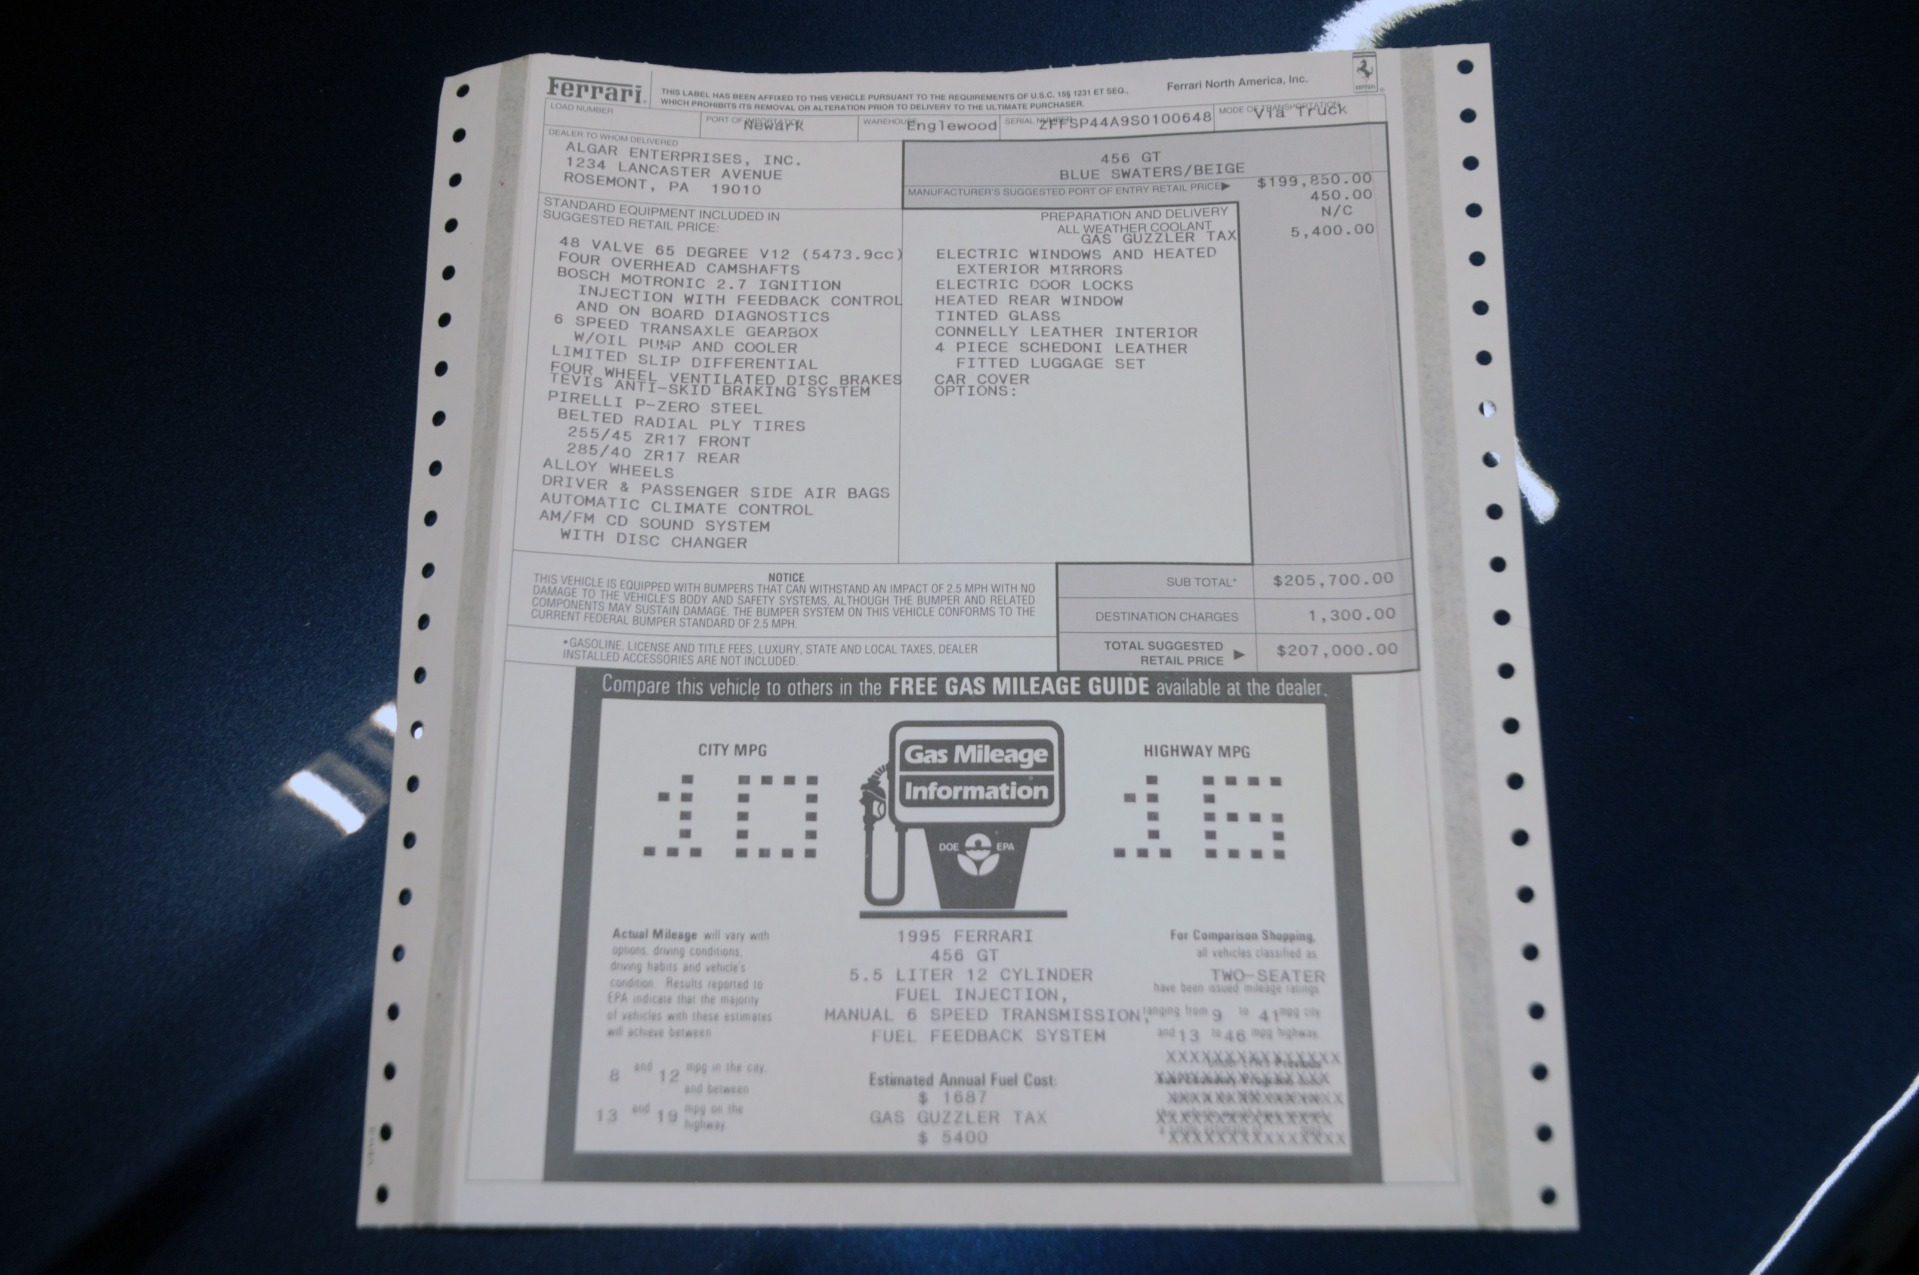 Ferrari
THIS LABEL HAS BEEN AFFIXED TO THIS VEHICLE PURSUANT TO THE REQUIREMENTS OF U.S.C. 15§ 1231 ET SEQ.,
WHICH PROHIBITS ITS REMOVAL OR ALTERATION PRIOR TO DELIVERY TO THE ULTIMATE PURCHASER.
Ferrari North America, Inc.
LOAD NUMBER
PORT OF IMPORTATION
Newark
WAREHOUSE
Englewood
SERIAL NUMBER
ZFFSP44A9S0100648
MODE OF TRANSPORTATION
Via Truck
DEALER TO WHOM DELIVERED
ALGAR ENTERPRISES, INC.
1234 LANCASTER AVENUE
ROSEMONT, PA 19010
456 GT
BLUE SWATERS/BEIGE
MANUFACTURER'S SUGGESTED PORT OF ENTRY RETAIL PRICE▶ $199,850.00
PREPARATION AND DELIVERY 450.00
ALL WEATHER COOLANT N/C
GAS GUZZLER TAX 5,400.00
STANDARD EQUIPMENT INCLUDED IN
SUGGESTED RETAIL PRICE:
48 VALVE 65 DEGREE V12 (5473.9cc)
FOUR OVERHEAD CAMSHAFTS
BOSCH MOTRONIC 2.7 IGNITION
INJECTION WITH FEEDBACK CONTROL
AND ON BOARD DIAGNOSTICS
6 SPEED TRANSAXLE GEARBOX
W/OIL PUMP AND COOLER
LIMITED SLIP DIFFERENTIAL
FOUR WHEEL VENTILATED DISC BRAKES
TEVIS ANTI-SKID BRAKING SYSTEM
PIRELLI P-ZERO STEEL
BELTED RADIAL PLY TIRES
255/45 ZR17 FRONT
285/40 ZR17 REAR
ALLOY WHEELS
DRIVER & PASSENGER SIDE AIR BAGS
AUTOMATIC CLIMATE CONTROL
AM/FM CD SOUND SYSTEM
WITH DISC CHANGER
ELECTRIC WINDOWS AND HEATED
EXTERIOR MIRRORS
ELECTRIC DOOR LOCKS
HEATED REAR WINDOW
TINTED GLASS
CONNELLY LEATHER INTERIOR
4 PIECE SCHEDONI LEATHER
FITTED LUGGAGE SET
CAR COVER
OPTIONS:
NOTICE
THIS VEHICLE IS EQUIPPED WITH BUMPERS THAT CAN WITHSTAND AN IMPACT OF 2.5 MPH WITH NO
DAMAGE TO THE VEHICLE'S BODY AND SAFETY SYSTEMS, ALTHOUGH THE BUMPER AND RELATED
COMPONENTS MAY SUSTAIN DAMAGE. THE BUMPER SYSTEM ON THIS VEHICLE CONFORMS TO THE
CURRENT FEDERAL BUMPER STANDARD OF 2.5 MPH.
*GASOLINE, LICENSE AND TITLE FEES, LUXURY, STATE AND LOCAL TAXES, DEALER
INSTALLED ACCESSORIES ARE NOT INCLUDED.
SUB TOTAL* $205,700.00
DESTINATION CHARGES 1,300.00
TOTAL SUGGESTED
RETAIL PRICE ▶ $207,000.00
Compare this vehicle to others in the FREE GAS MILEAGE GUIDE available at the dealer.
CITY MPG
10
Gas Mileage
Information
DOE EPA
HIGHWAY MPG
16
Actual Mileage will vary with
options, driving conditions,
driving habits and vehicle's
condition. Results reported to
EPA indicate that the majority
of vehicles with these estimates
will achieve between
8 and 12 mpg in the city,
and between
13 and 19 mpg on the
highway.
1995 FERRARI
456 GT
5.5 LITER 12 CYLINDER
FUEL INJECTION,
MANUAL 6 SPEED TRANSMISSION,
FUEL FEEDBACK SYSTEM
Estimated Annual Fuel Cost:
$ 1687
GAS GUZZLER TAX
$ 5400
For Comparison Shopping,
all vehicles classified as
TWO-SEATER
have been issued mileage ratings
ranging from 9 to 41 mpg city
and 13 to 46 mpg highway.